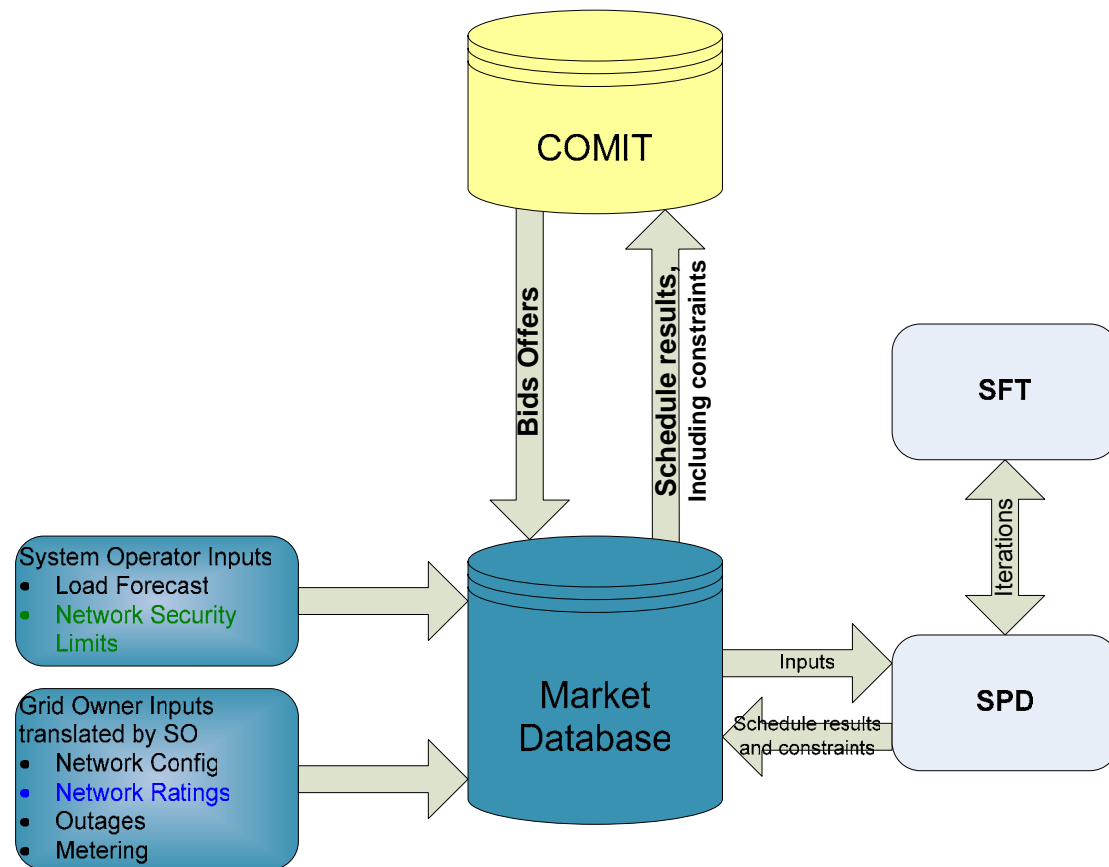 COMIT
Bids Offers
Schedule results,
Including constraints
SFT
Iterations
System Operator Inputs
• Load Forecast
• Network Security
Limits
Grid Owner Inputs
translated by SO
• Network Config
• Network Ratings
• Outages
• Metering
Market
Database
Inputs
Schedule results
and constraints
SPD